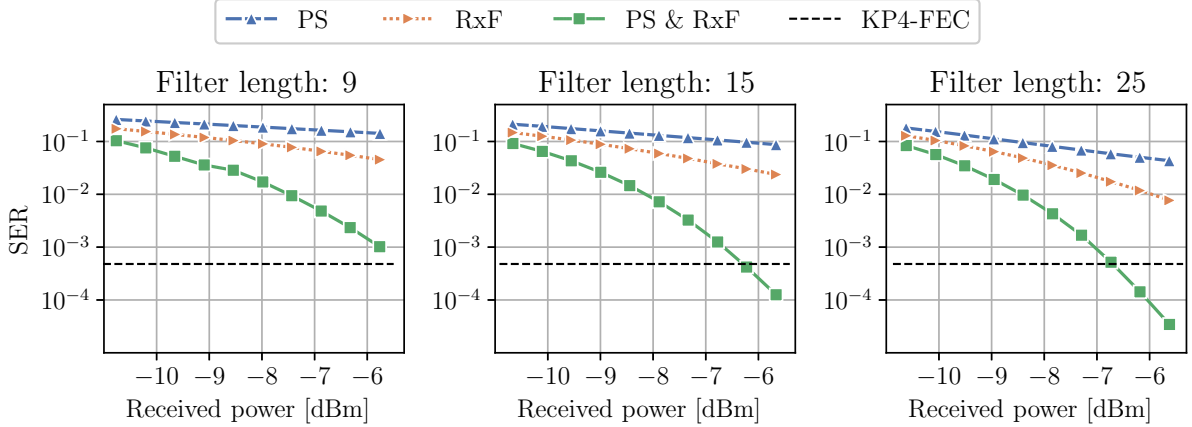 PS RxF PS & RxF KP4-FEC
Filter length: 9 Filter length: 15 Filter length: 25
SER
10⁻¹ 10⁻¹ 10⁻¹
10⁻² 10⁻² 10⁻²
10⁻³ 10⁻³ 10⁻³
10⁻⁴ 10⁻⁴ 10⁻⁴
−10 −9 −8 −7 −6 −10 −9 −8 −7 −6 −10 −9 −8 −7 −6
Received power [dBm] Received power [dBm] Received power [dBm]